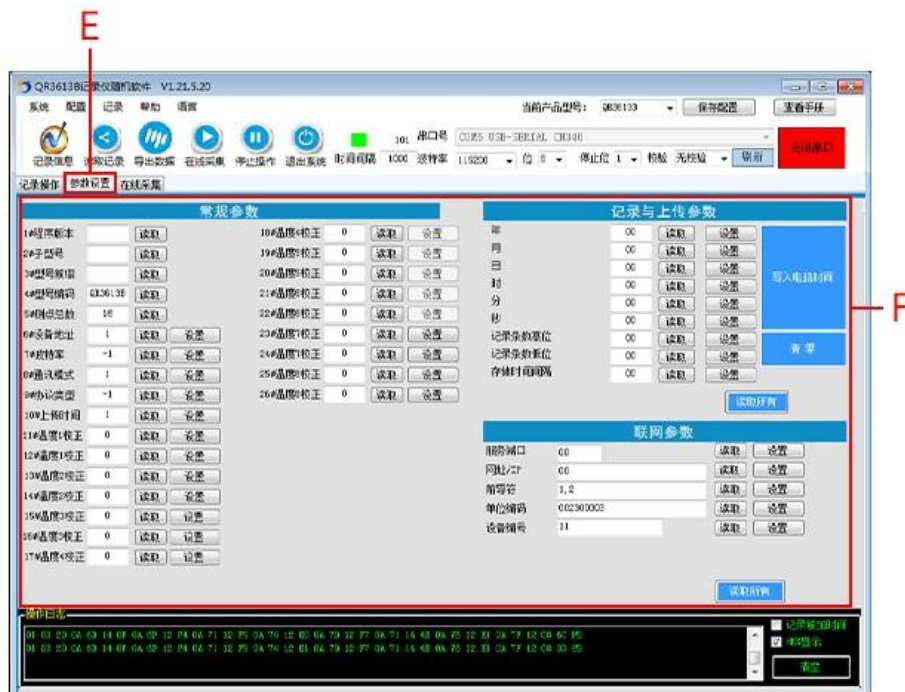 E
QR3613B记录仪随机软件 V1.21.5.20
系统 配置 记录 帮助 语言 当前产品型号: 保存配置 查看手册
101 串口号 COM5 USB-SERIAL CH340
记录信息 读取记录 导出数据 在线采集 停止操作 退出系统 时间间隔 1000 波特率 115200 位 8 停止位 1 校验 无校验 刷新 关闭串口
记录操作 参数设置 在线采集
常规参数 记录与上传参数
1#程序版本 读取 18#温度4校正 0 读取 设置 年 00 读取 设置
2#子型号 读取 19#温度5校正 0 读取 设置 月 00 读取 设置
3#型号前缀 读取 20#温度5校正 0 读取 设置 日 00 读取 设置
4#型号编码 QR3613B 读取 21#温度6校正 0 读取 设置 时 00 读取 设置 写入电脑时间
5#测点总数 16 读取 22#温度6校正 0 读取 设置 分 00 读取 设置
6#设备地址 1 读取 设置 23#温度7校正 0 读取 设置 秒 00 读取 设置
7#波特率 -1 读取 设置 24#温度7校正 0 读取 设置 记录条数高位 00 读取 设置 清零
8#通讯模式 1 读取 设置 25#温度8校正 0 读取 设置 记录条数低位 00 读取 设置
9#协议类型 -1 读取 设置 26#温度8校正 0 读取 设置 存储时间间隔 00 读取 设置
10#上传时间 1 读取 设置 读取所有
11#温度1校正 0 读取 设置 联网参数
12#温度1校正 0 读取 设置 服务端口 00 读取 设置
13#温度2校正 0 读取 设置 网址/IP 00 读取 设置
14#温度2校正 0 读取 设置 前导符 1,2 读取 设置
15#温度3校正 0 读取 设置 单位编码 002300003 读取 设置
16#温度3校正 0 读取 设置 设备编号 11 读取 设置
17#温度4校正 0 读取 设置
读取所有
F
操作日志
记录添加时间
HEX显示
清空